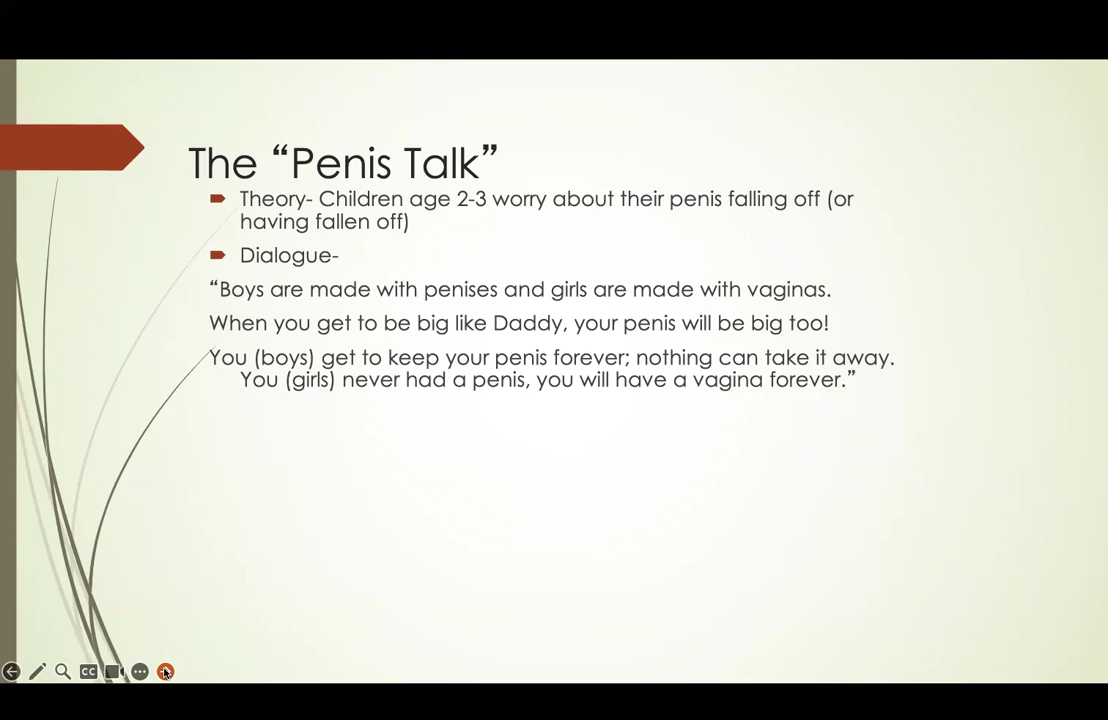 The “Penis Talk”
Theory- Children age 2-3 worry about their penis falling off (or
having fallen off)
Dialogue-
“Boys are made with penises and girls are made with vaginas.
When you get to be big like Daddy, your penis will be big too!
You (boys) get to keep your penis forever; nothing can take it away.
You (girls) never had a penis, you will have a vagina forever.”
CC